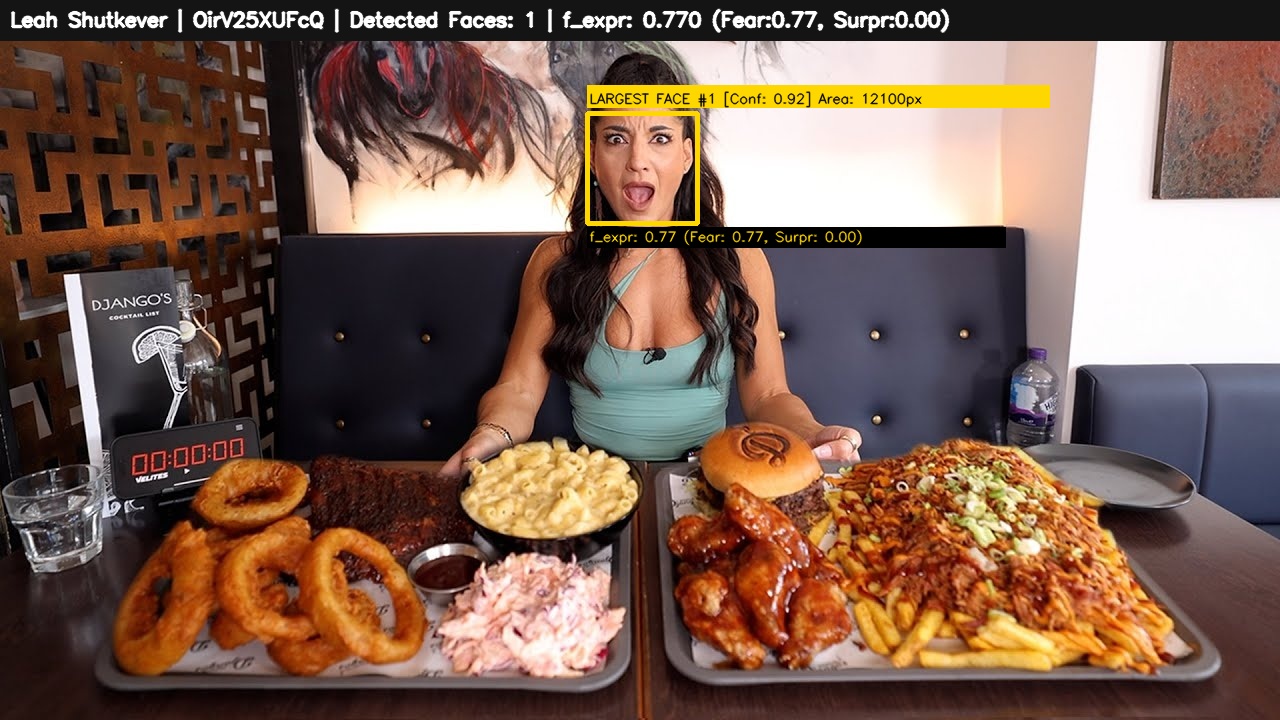 Leah Shutkever | OirV25XUFcQ | Detected Faces: 1 | f_expr: 0.770 (Fear:0.77, Surpr:0.00)
LARGEST FACE #1 [Conf: 0.92] Area: 12100px
f_expr: 0.77 (Fear: 0.77, Surpr: 0.00)
DJANGO'S
COCKTAIL LIST
00:00:00
VELITES